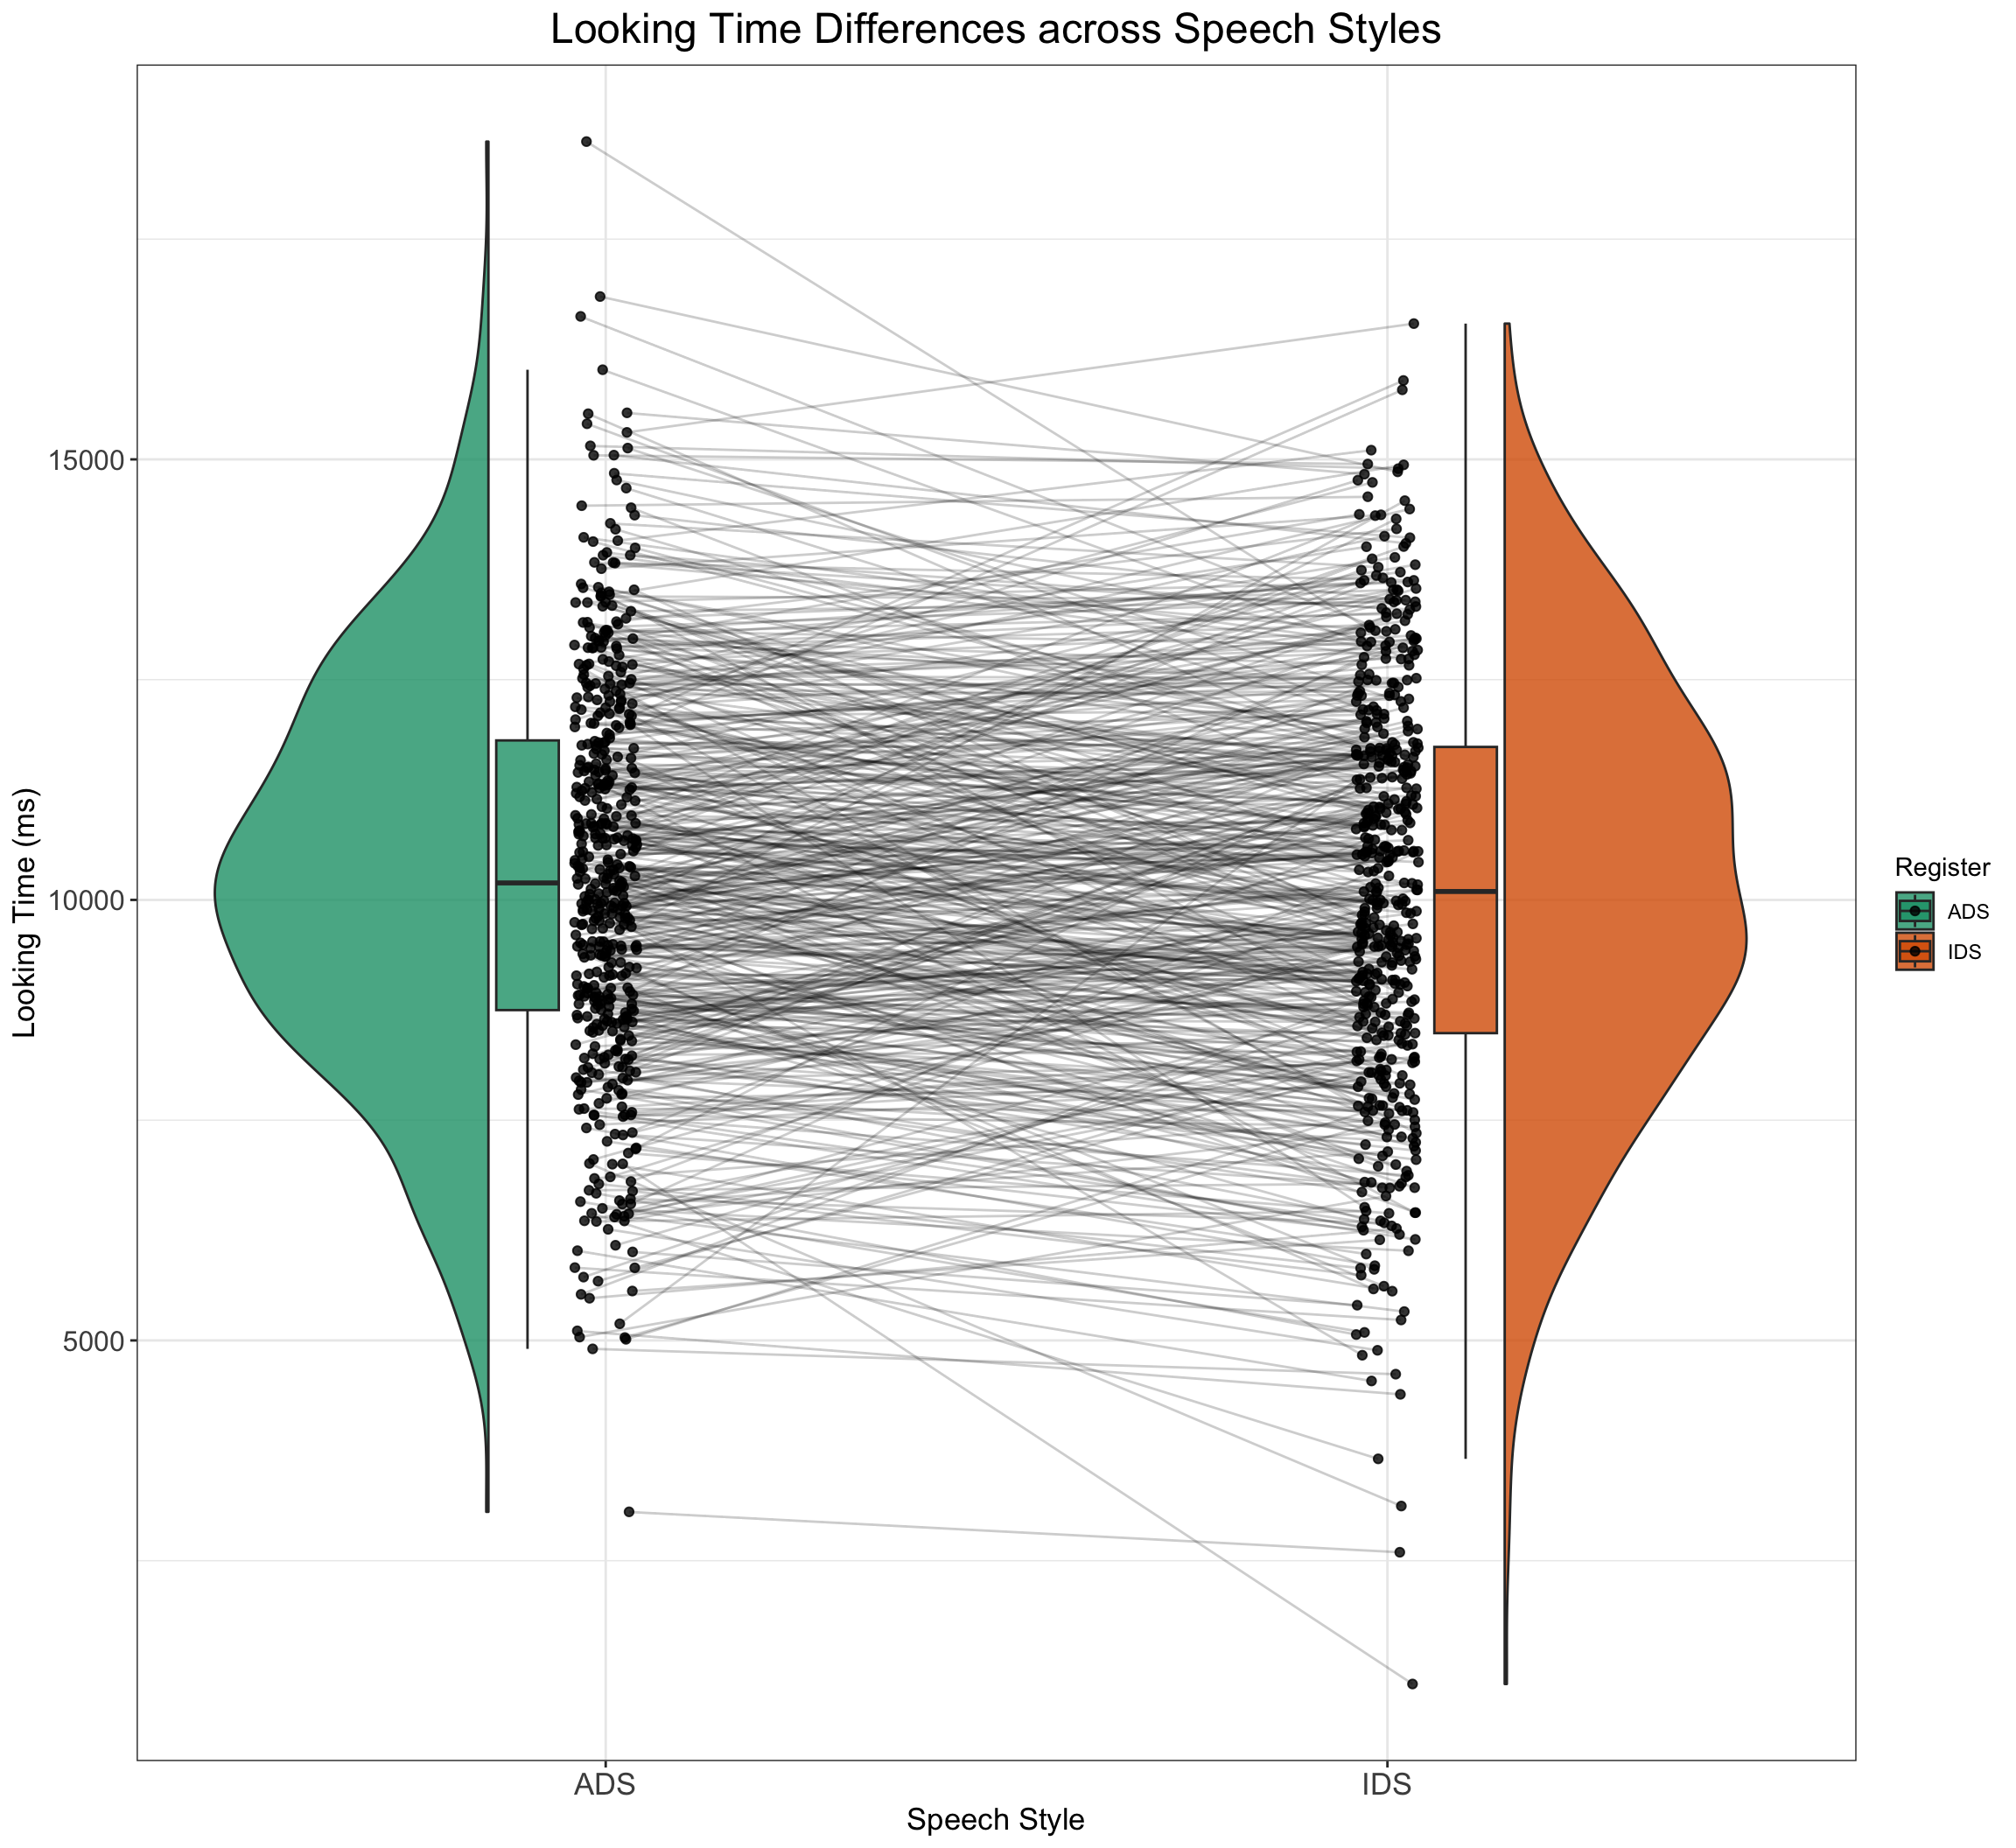 Looking Time Differences across Speech Styles
Looking Time (ms)
15000
10000
5000
ADS
IDS
Speech Style
Register
ADS
IDS